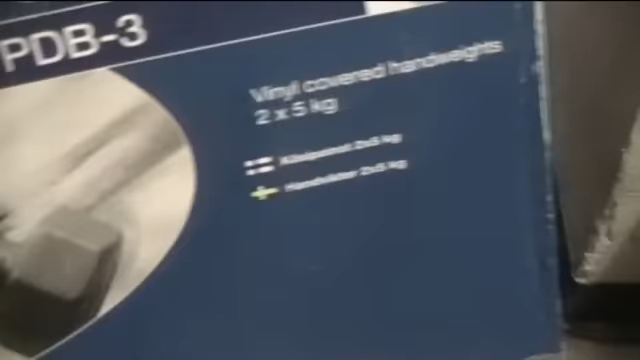 PDB-3
Vinyl covered handweights
2 x 5 kg
Käsipainot 2x5 kg
Handvikter 2x5 kg